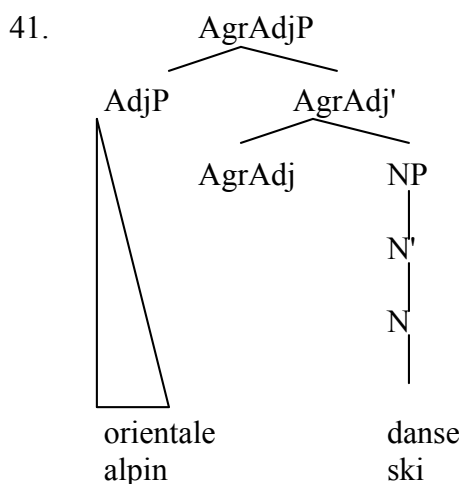 41. AgrAdjP
AdjP AgrAdj'
AgrAdj NP
N'
N
orientale danse
alpin ski